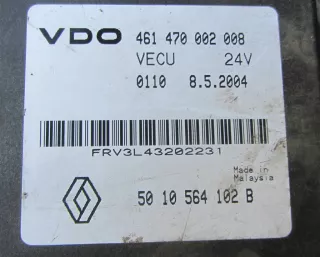 VDO 461 470 002 008
VECU 24V
0110 8.5.2004
FRV3L43202231
Made in
Malaysia
50 10 564 102 B